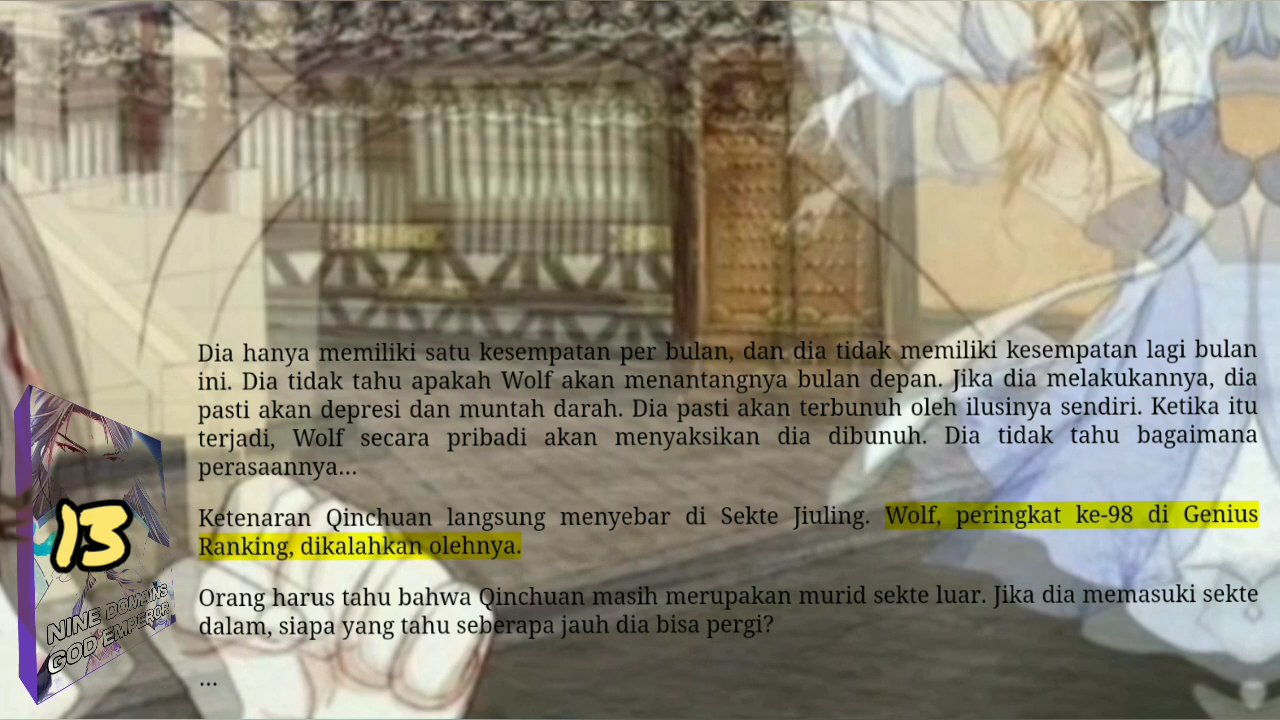 Dia hanya memiliki satu kesempatan per bulan, dan dia tidak memiliki kesempatan lagi bulan
ini. Dia tidak tahu apakah Wolf akan menantangnya bulan depan. Jika dia melakukannya, dia
pasti akan depresi dan muntah darah. Dia pasti akan terbunuh oleh ilusinya sendiri. Ketika itu
terjadi, Wolf secara pribadi akan menyaksikan dia dibunuh. Dia tidak tahu bagaimana
perasaannya...
Ketenaran Qinchuan langsung menyebar di Sekte Jiuling. Wolf, peringkat ke-98 di Genius
Ranking, dikalahkan olehnya.
Orang harus tahu bahwa Qinchuan masih merupakan murid sekte luar. Jika dia memasuki sekte
dalam, siapa yang tahu seberapa jauh dia bisa pergi?
...
13
NINE DOMAINS
GOD EMPEROR